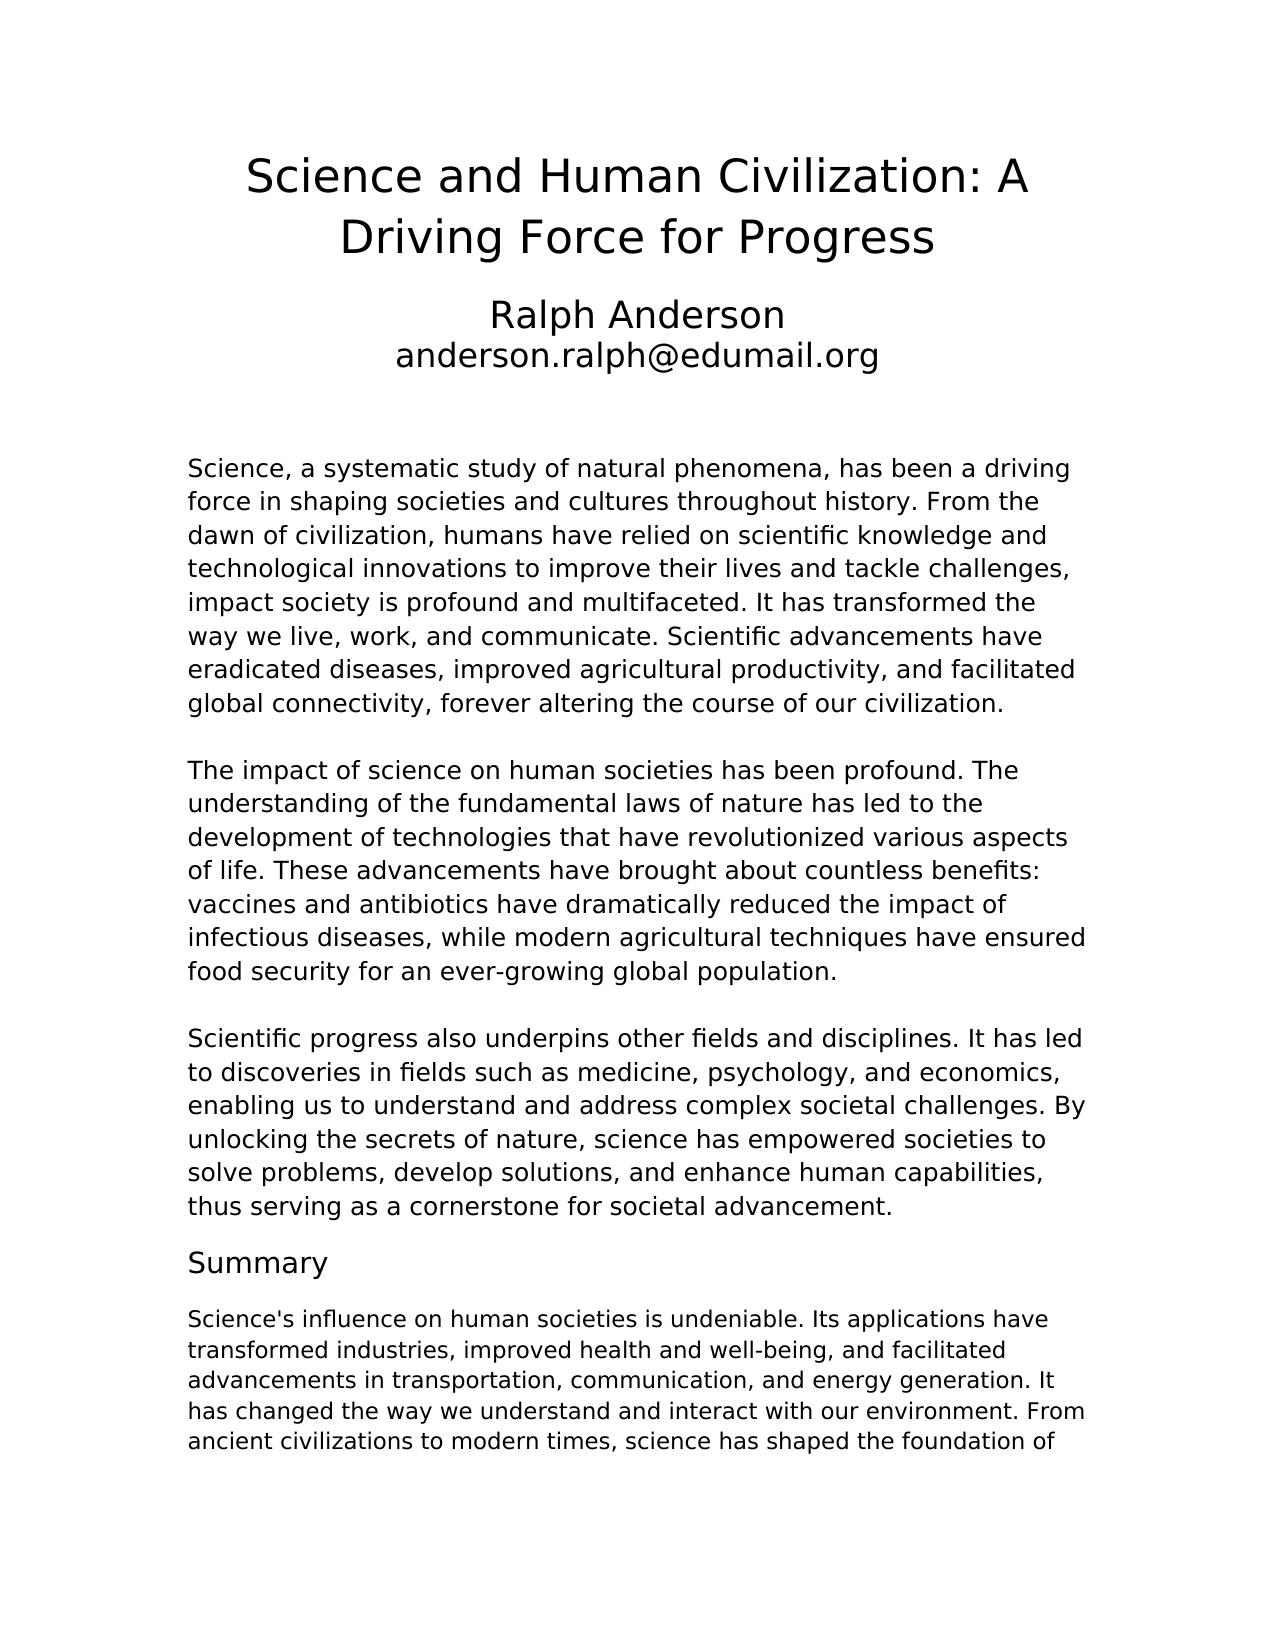 Science and Human Civilization: A
Driving Force for Progress
Ralph Anderson
anderson.ralph@edumail.org
Science, a systematic study of natural phenomena, has been a driving
force in shaping societies and cultures throughout history. From the
dawn of civilization, humans have relied on scientific knowledge and
technological innovations to improve their lives and tackle challenges,
impact society is profound and multifaceted. It has transformed the
way we live, work, and communicate. Scientific advancements have
eradicated diseases, improved agricultural productivity, and facilitated
global connectivity, forever altering the course of our civilization.
The impact of science on human societies has been profound. The
understanding of the fundamental laws of nature has led to the
development of technologies that have revolutionized various aspects
of life. These advancements have brought about countless benefits:
vaccines and antibiotics have dramatically reduced the impact of
infectious diseases, while modern agricultural techniques have ensured
food security for an ever-growing global population.
Scientific progress also underpins other fields and disciplines. It has led
to discoveries in fields such as medicine, psychology, and economics,
enabling us to understand and address complex societal challenges. By
unlocking the secrets of nature, science has empowered societies to
solve problems, develop solutions, and enhance human capabilities,
thus serving as a cornerstone for societal advancement.
Summary
Science's influence on human societies is undeniable. Its applications have
transformed industries, improved health and well-being, and facilitated
advancements in transportation, communication, and energy generation. It
has changed the way we understand and interact with our environment. From
ancient civilizations to modern times, science has shaped the foundation of